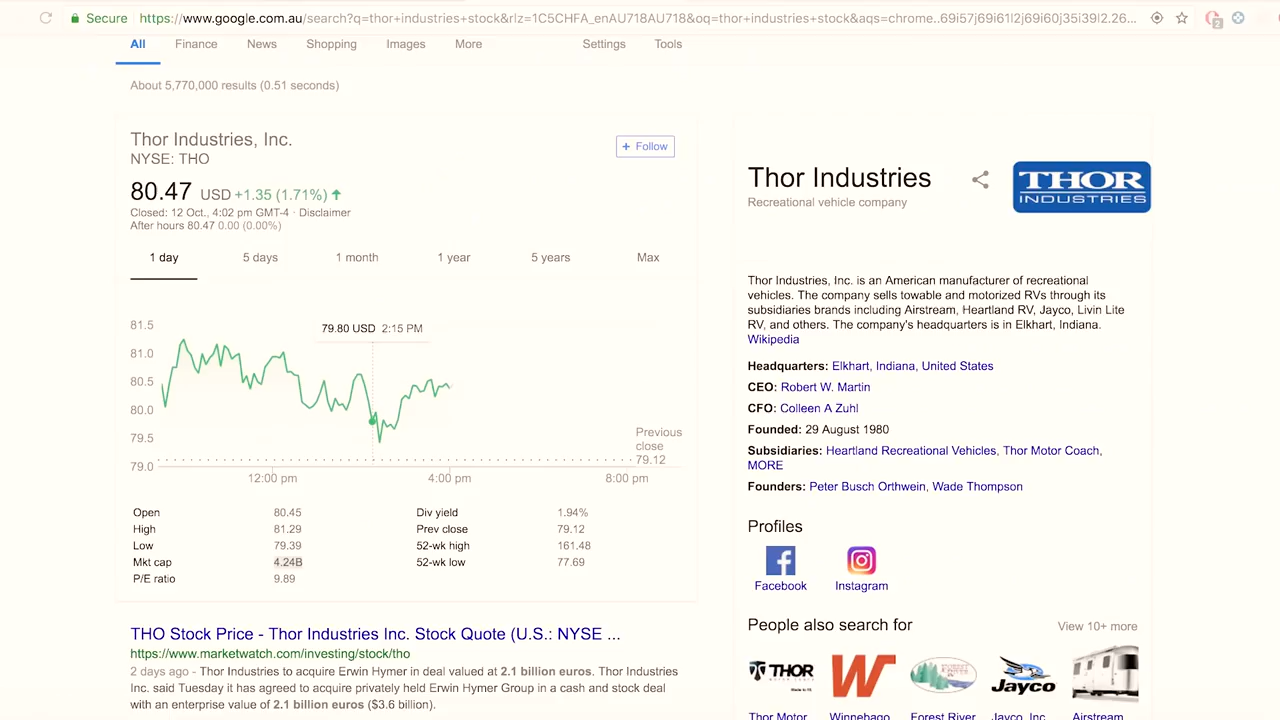 Secure https://www.google.com.au/search?q=thor+industries+stock&rlz=1C5CHFA_enAU718AU718&oq=thor+industries+stock&aqs=chrome..69i57j69i61l2j69i60j35i39l2.26...
2
All Finance News Shopping Images More Settings Tools
About 5,770,000 results (0.51 seconds)
Thor Industries, Inc.
NYSE: THO
+ Follow
80.47 USD +1.35 (1.71%) ↑
Closed: 12 Oct., 4:02 pm GMT-4 · Disclaimer
After hours 80.47 0.00 (0.00%)
1 day 5 days 1 month 1 year 5 years Max
79.80 USD 2:15 PM
81.5
81.0
80.5
80.0
79.5
79.0
Previous
close
79.12
12:00 pm 4:00 pm 8:00 pm
Open 80.45 Div yield 1.94%
High 81.29 Prev close 79.12
Low 79.39 52-wk high 161.48
Mkt cap 4.24B 52-wk low 77.69
P/E ratio 9.89
THO Stock Price - Thor Industries Inc. Stock Quote (U.S.: NYSE ...
https://www.marketwatch.com/investing/stock/tho
2 days ago - Thor Industries to acquire Erwin Hymer in deal valued at 2.1 billion euros. Thor Industries
Inc. said Tuesday it has agreed to acquire privately held Erwin Hymer Group in a cash and stock deal
with an enterprise value of 2.1 billion euros ($3.6 billion).
Thor Industries
Recreational vehicle company
THOR
INDUSTRIES
Thor Industries, Inc. is an American manufacturer of recreational
vehicles. The company sells towable and motorized RVs through its
subsidiaries brands including Airstream, Heartland RV, Jayco, Livin Lite
RV, and others. The company's headquarters is in Elkhart, Indiana.
Wikipedia
Headquarters: Elkhart, Indiana, United States
CEO: Robert W. Martin
CFO: Colleen A Zuhl
Founded: 29 August 1980
Subsidiaries: Heartland Recreational Vehicles, Thor Motor Coach,
MORE
Founders: Peter Busch Orthwein, Wade Thompson
Profiles
Facebook Instagram
People also search for View 10+ more
THOR
Jayco
Thor Motor Winnebago Forest River Jayco, Inc. Airstream